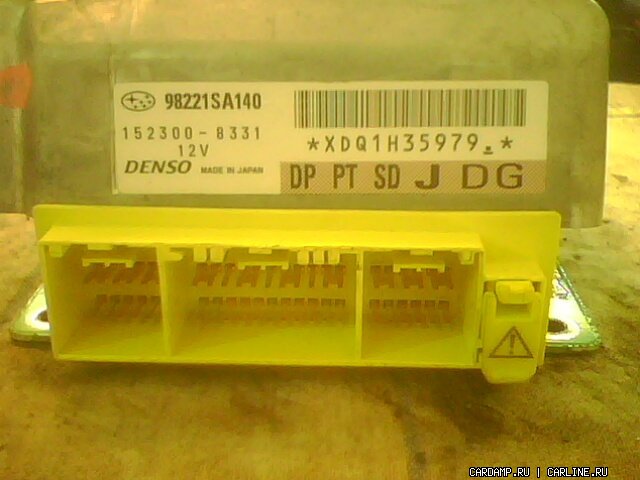 98221SA140
152300-8331
12V
DENSO MADE IN JAPAN
*XDQ1H35979.*
DP PT SD J DG
CARDAMP.RU | CARLINE.RU